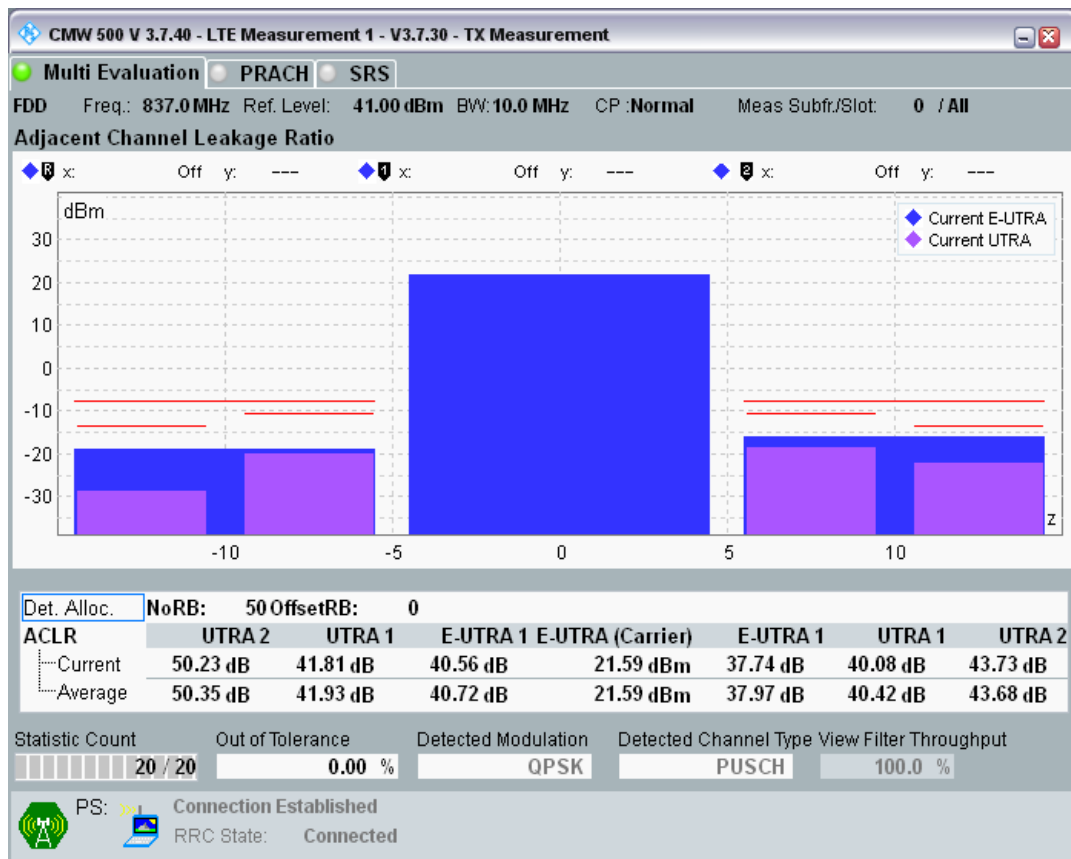 CMW 500 V 3.7.40 - LTE Measurement 1 - V3.7.30 - TX Measurement
Multi Evaluation PRACH SRS
FDD Freq.: 837.0 MHz Ref. Level: 41.00 dBm BW: 10.0 MHz CP :Normal Meas Subfr./Slot: 0 / All
Adjacent Channel Leakage Ratio
R x: Off y: --- 1 x: Off y: --- 2 x: Off y: ---
dBm
Current E-UTRA
Current UTRA
30
20
10
0
-10
-20
-30
z
-10 -5 0 5 10
Det. Alloc. NoRB: 50 OffsetRB: 0
ACLR UTRA 2 UTRA 1 E-UTRA 1 E-UTRA (Carrier) E-UTRA 1 UTRA 1 UTRA 2
Current 50.23 dB 41.81 dB 40.56 dB 21.59 dBm 37.74 dB 40.08 dB 43.73 dB
Average 50.35 dB 41.93 dB 40.72 dB 21.59 dBm 37.97 dB 40.42 dB 43.68 dB
Statistic Count Out of Tolerance Detected Modulation Detected Channel Type View Filter Throughput
20 / 20 0.00 % QPSK PUSCH 100.0 %
PS: Connection Established
RRC State: Connected